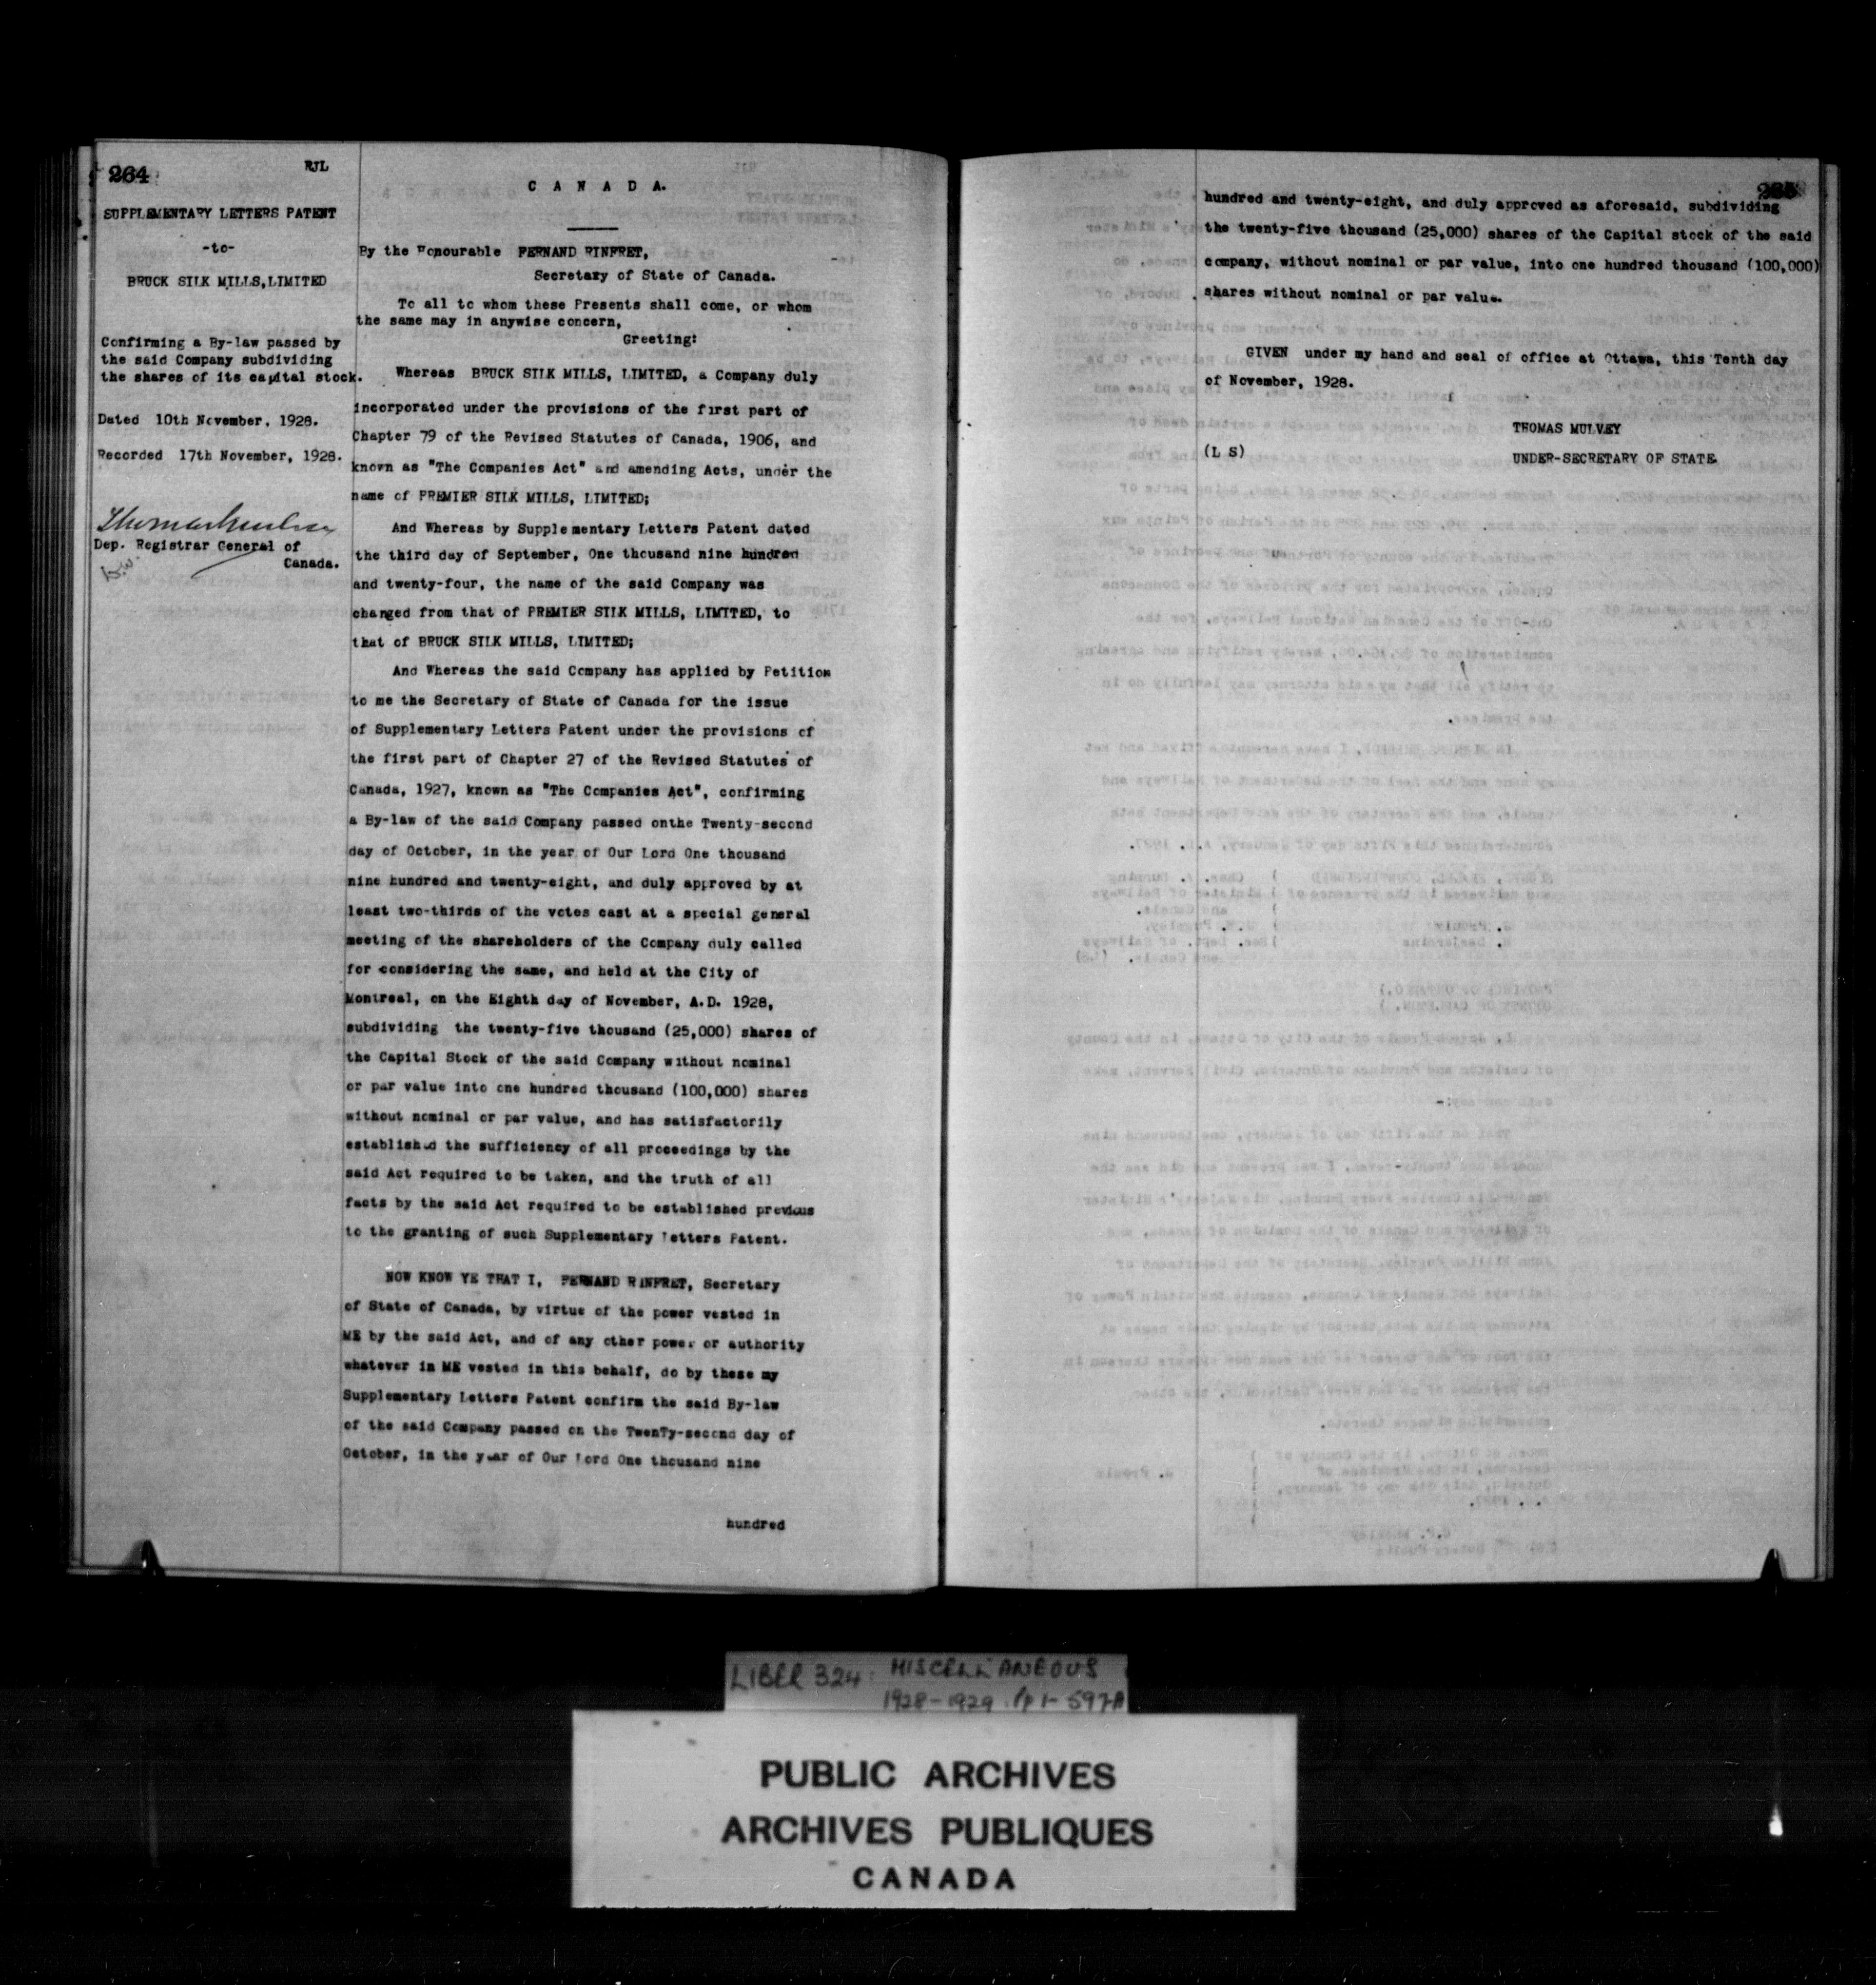 264
RJL
SUPPLEMENTARY LETTERS PATENT
-to-
BRUCK SILK MILLS,LIMITED
Confirming a By-law passed by
the said Company subdividing
the shares of its capital stock.
Dated 10th November, 1928.
Recorded 17th November, 1928.
Thomas Mulvey
Dep. Registrar General of
Canada.
C A N A D A.
By the Honourable FERNAND RINFRET,
Secretary of State of Canada.
To all to whom these Presents shall come, or whom
the same may in anywise concern,
Greeting:
Whereas BRUCK SILK MILLS, LIMITED, a Company duly
incorporated under the provisions of the first part of
Chapter 79 of the Revised Statutes of Canada, 1906, and
known as "The Companies Act" and amending Acts, under the
name of PREMIER SILK MILLS, LIMITED;
And Whereas by Supplementary Letters Patent dated
the third day of September, One thousand nine hundred
and twenty-four, the name of the said Company was
changed from that of PREMIER SILK MILLS, LIMITED, to
that of BRUCK SILK MILLS, LIMITED;
And Whereas the said Company has applied by Petition
to me the Secretary of State of Canada for the issue
of Supplementary Letters Patent under the provisions of
the first part of Chapter 27 of the Revised Statutes of
Canada, 1927, known as "The Companies Act", confirming
a By-law of the said Company passed onthe Twenty-second
day of October, in the year of Our Lord One thousand
nine hundred and twenty-eight, and duly approved by at
least two-thirds of the votes cast at a special general
meeting of the shareholders of the Company duly called
for considering the same, and held at the City of
Montreal, on the Eighth day of November, A.D. 1928,
subdividing the twenty-five thousand (25,000) shares of
the Capital Stock of the said Company without nominal
or par value into one hundred thousand (100,000) shares
without nominal or par value, and has satisfactorily
established the sufficiency of all proceedings by the
said Act required to be taken, and the truth of all
facts by the said Act required to be established previous
to the granting of such Supplementary Letters Patent.
NOW KNOW YE THAT I, FERNAND RINFRET, Secretary
of State of Canada, by virtue of the power vested in
ME by the said Act, and of any other power or authority
whatever in ME vested in this behalf, do by these my
Supplementary Letters Patent confirm the said By-law
of the said Company passed on the TwenTy-second day of
October, in the year of Our Lord One thousand nine
hundred
265
hundred and twenty-eight, and duly approved as aforesaid, subdividing
the twenty-five thousand (25,000) shares of the Capital stock of the said
company, without nominal or par value, into one hundred thousand (100,000)
shares without nominal or par value.
GIVEN under my hand and seal of office at Ottawa, this Tenth day
of November, 1928.
THOMAS MULVEY
(L S)
UNDER-SECRETARY OF STATE.
LIBER 324: MISCELLANEOUS
1928-1929 pp 1-597A
PUBLIC ARCHIVES
ARCHIVES PUBLIQUES
CANADA